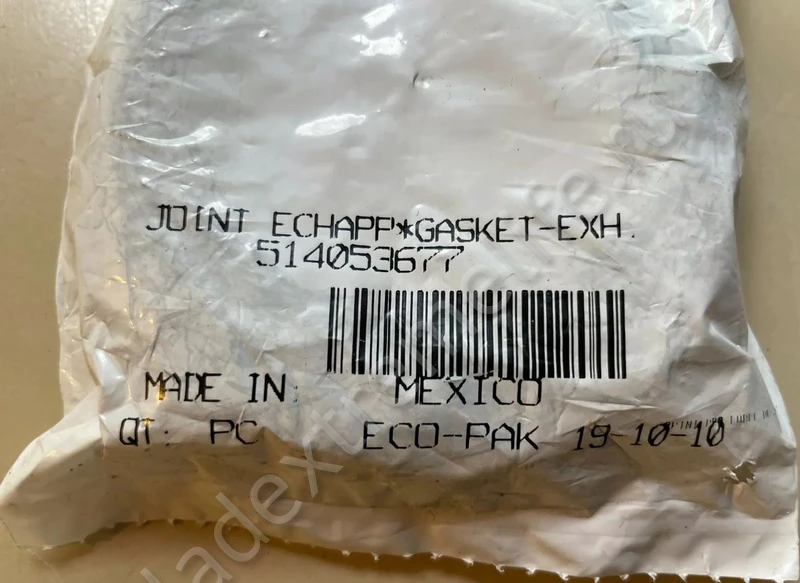 JOINT ECHAPP*GASKET-EXH.
514053677
MADE IN: MEXICO
QT: PC ECO-PAK 19-10-10